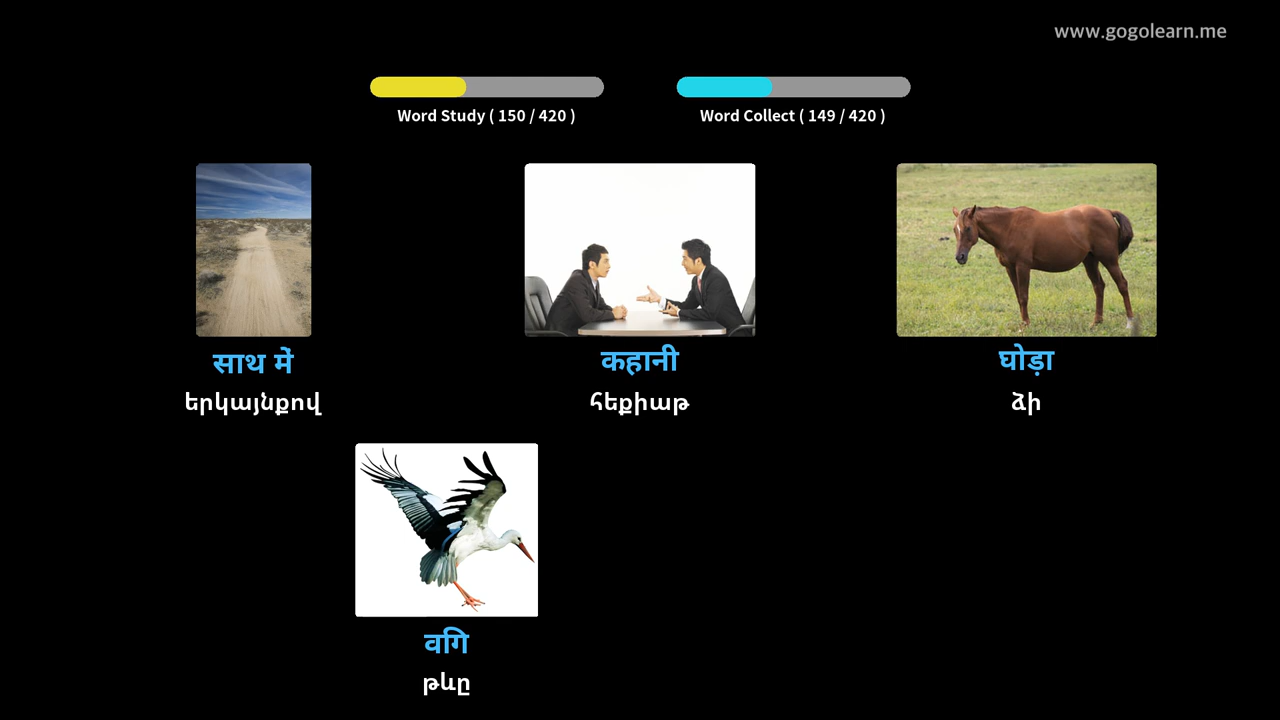 www.gogolearn.me
Word Study ( 150 / 420 )
Word Collect ( 149 / 420 )
साथ में
कहानी
घोड़ा
երկայնքով
հեքիաթ
ձի
वगि
թևը